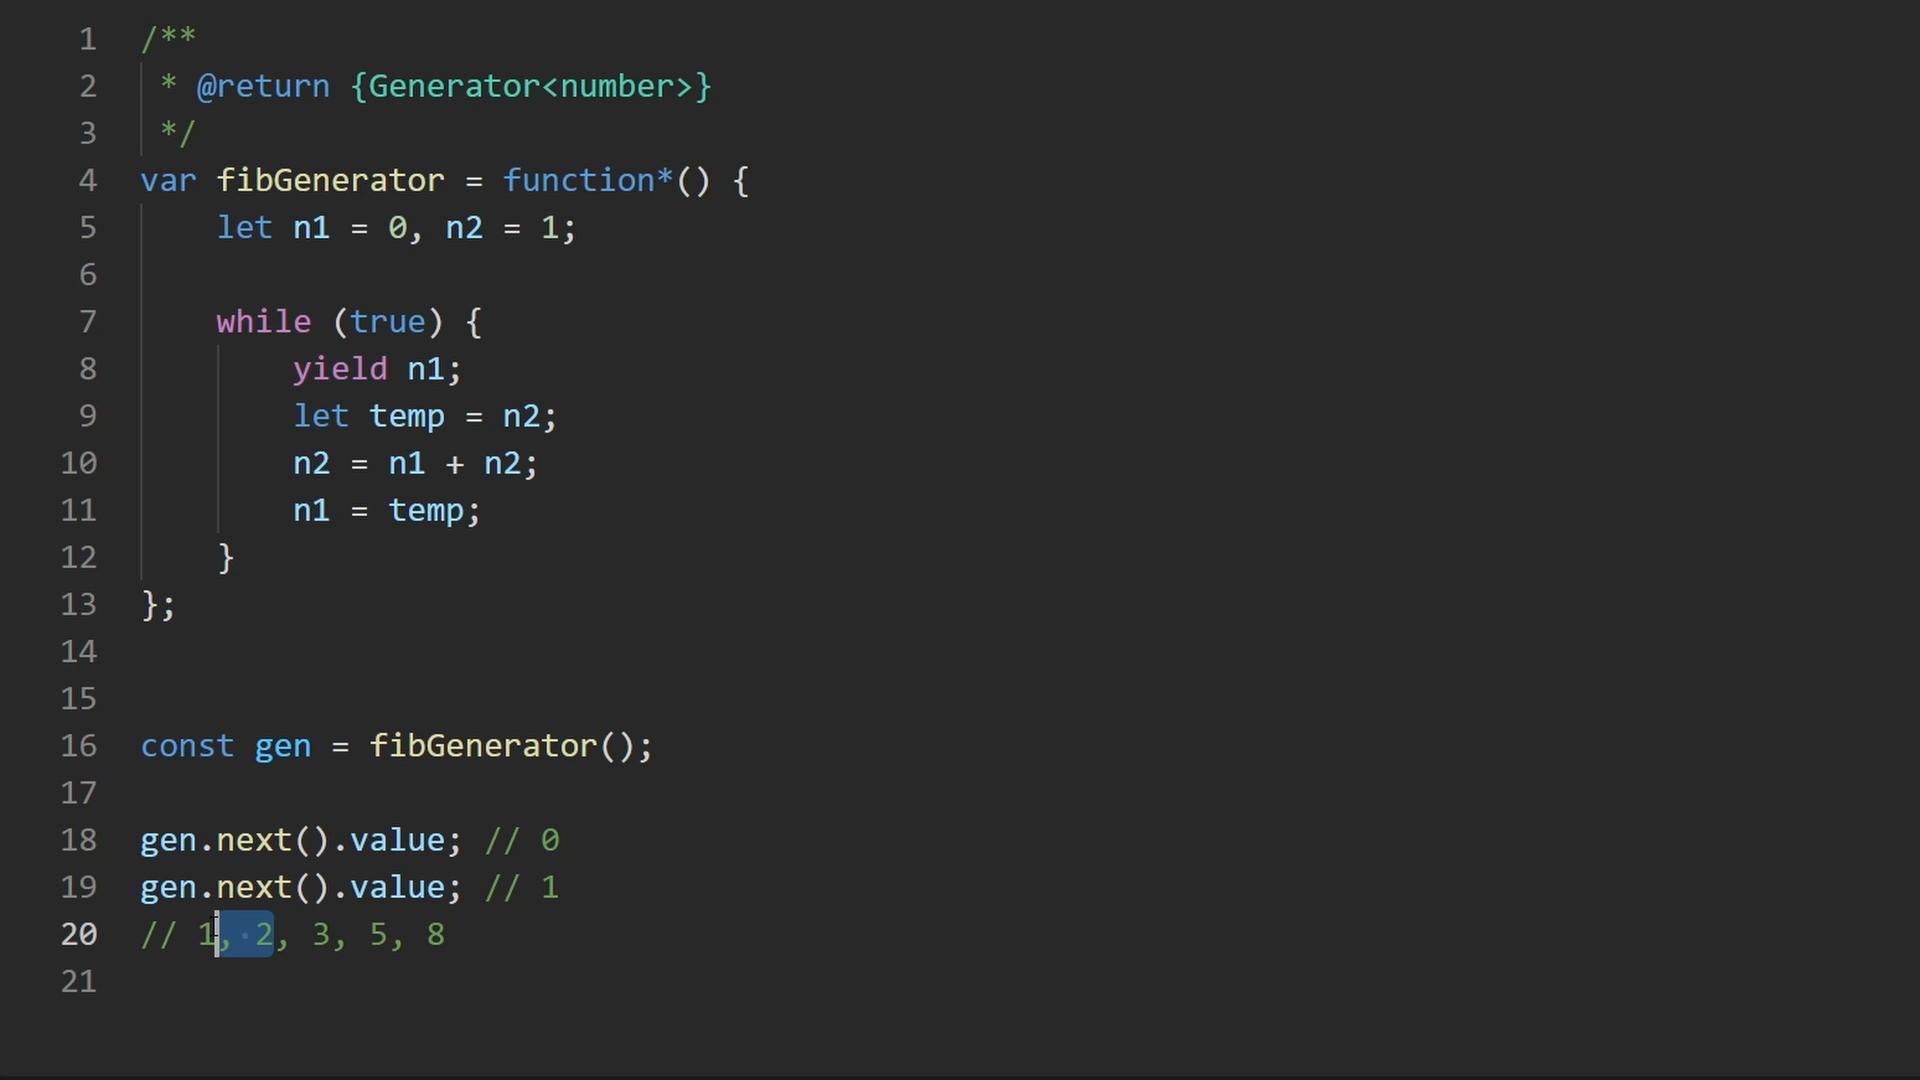 1 /**
2  * @return {Generator<number>}
3  */
4 var fibGenerator = function*() {
5     let n1 = 0, n2 = 1;
6
7     while (true) {
8         yield n1;
9         let temp = n2;
10         n2 = n1 + n2;
11         n1 = temp;
12     }
13 };
14
15
16 const gen = fibGenerator();
17
18 gen.next().value; // 0
19 gen.next().value; // 1
20 // 1, 2, 3, 5, 8
21